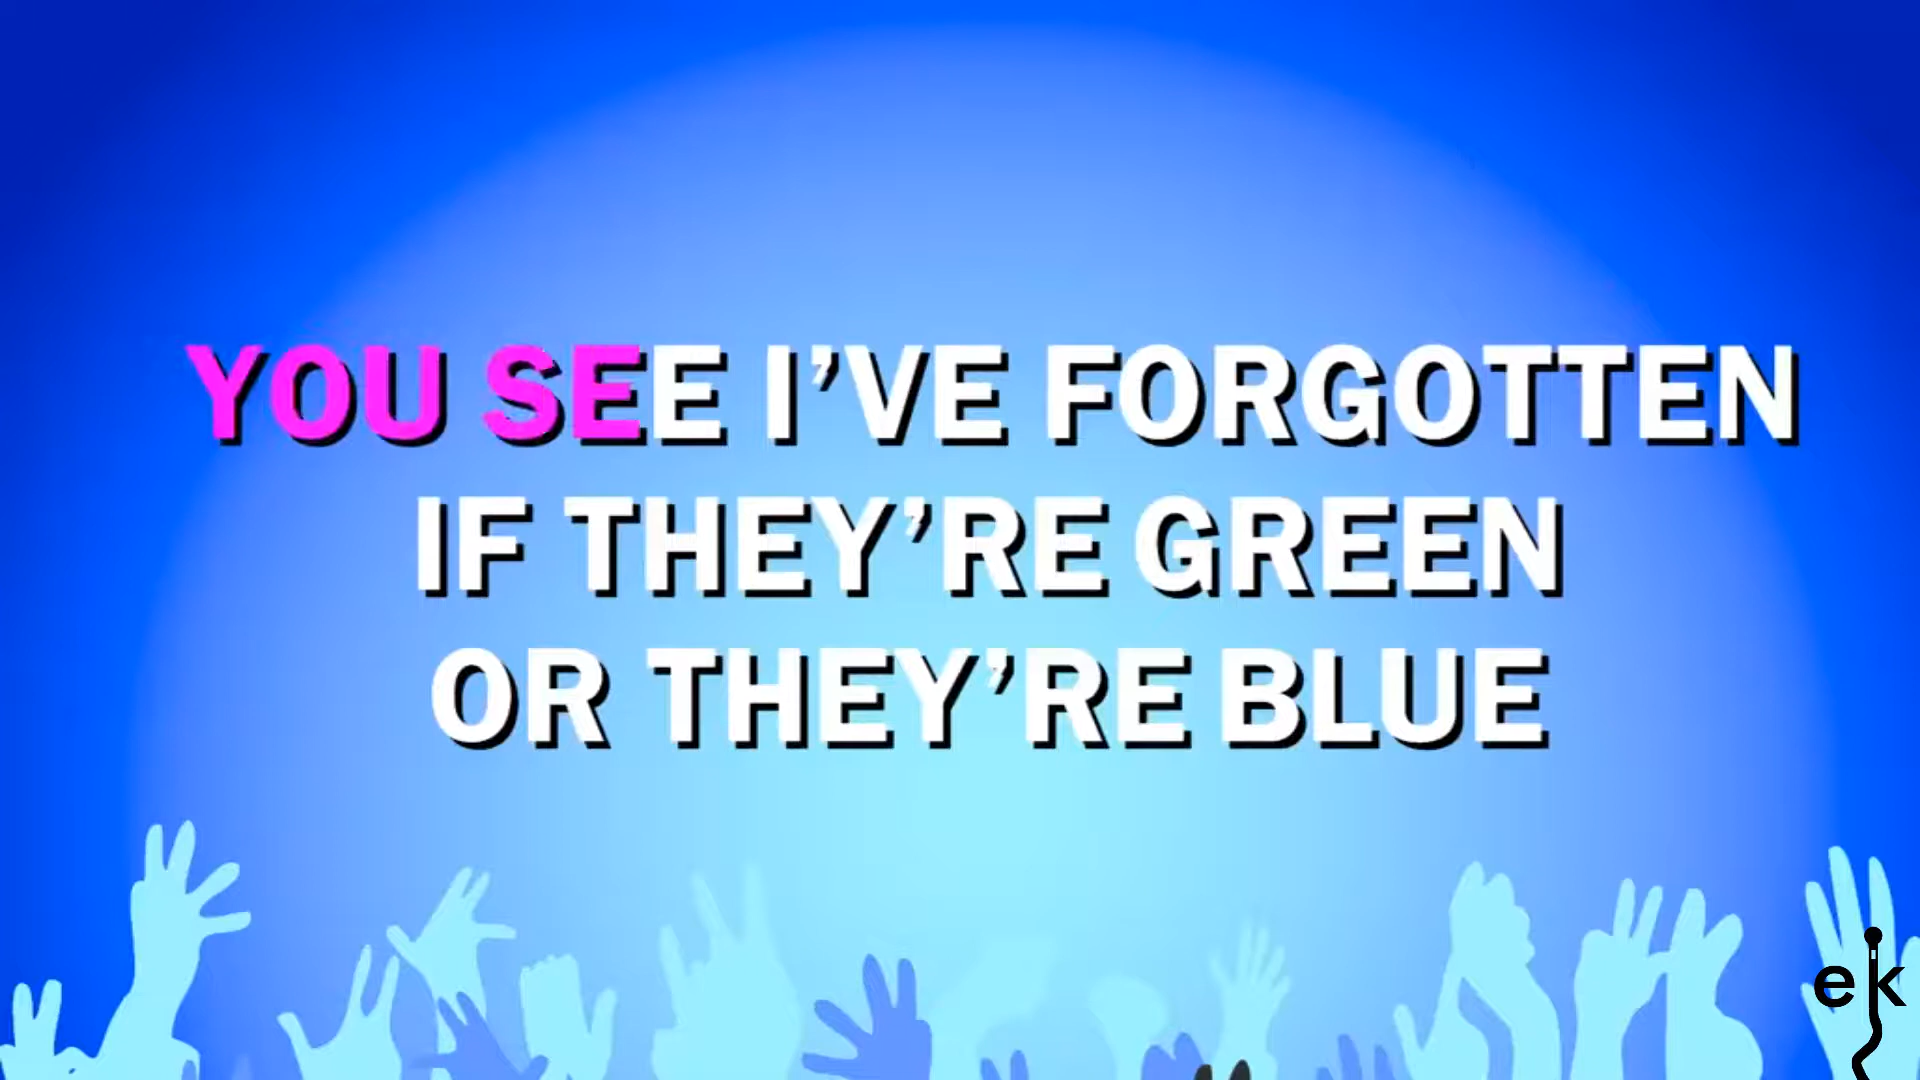 YOU SEE I’VE FORGOTTEN
IF THEY’RE GREEN
OR THEY’RE BLUE
ek